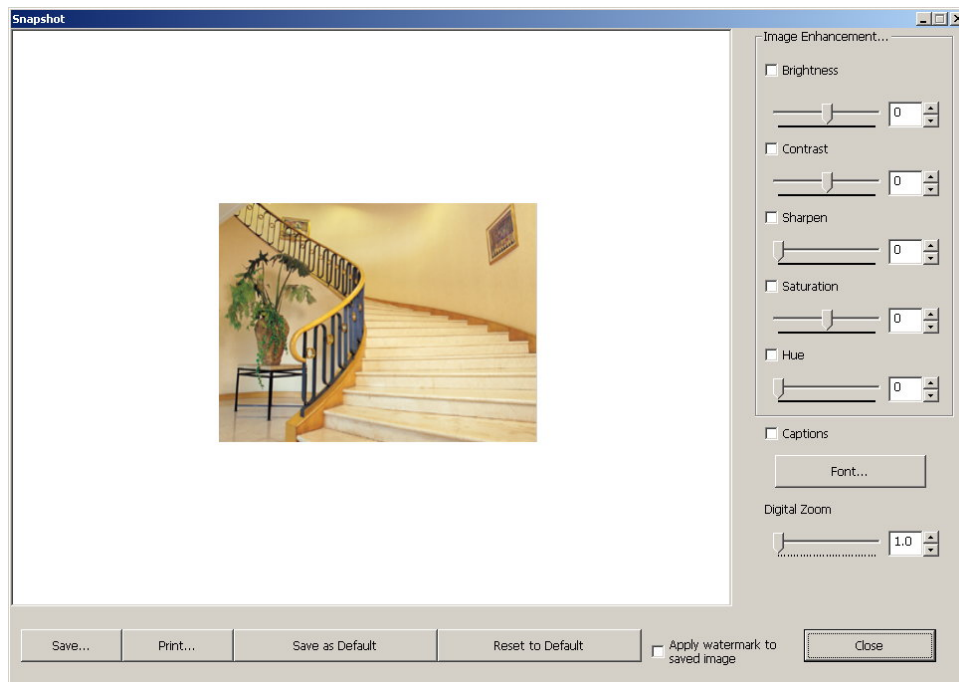 Snapshot
Image Enhancement...
Brightness
0
Contrast
0
Sharpen
0
Saturation
0
Hue
0
Captions
Font...
Digital Zoom
1.0
Save...
Print...
Save as Default
Reset to Default
Apply watermark to
saved image
Close